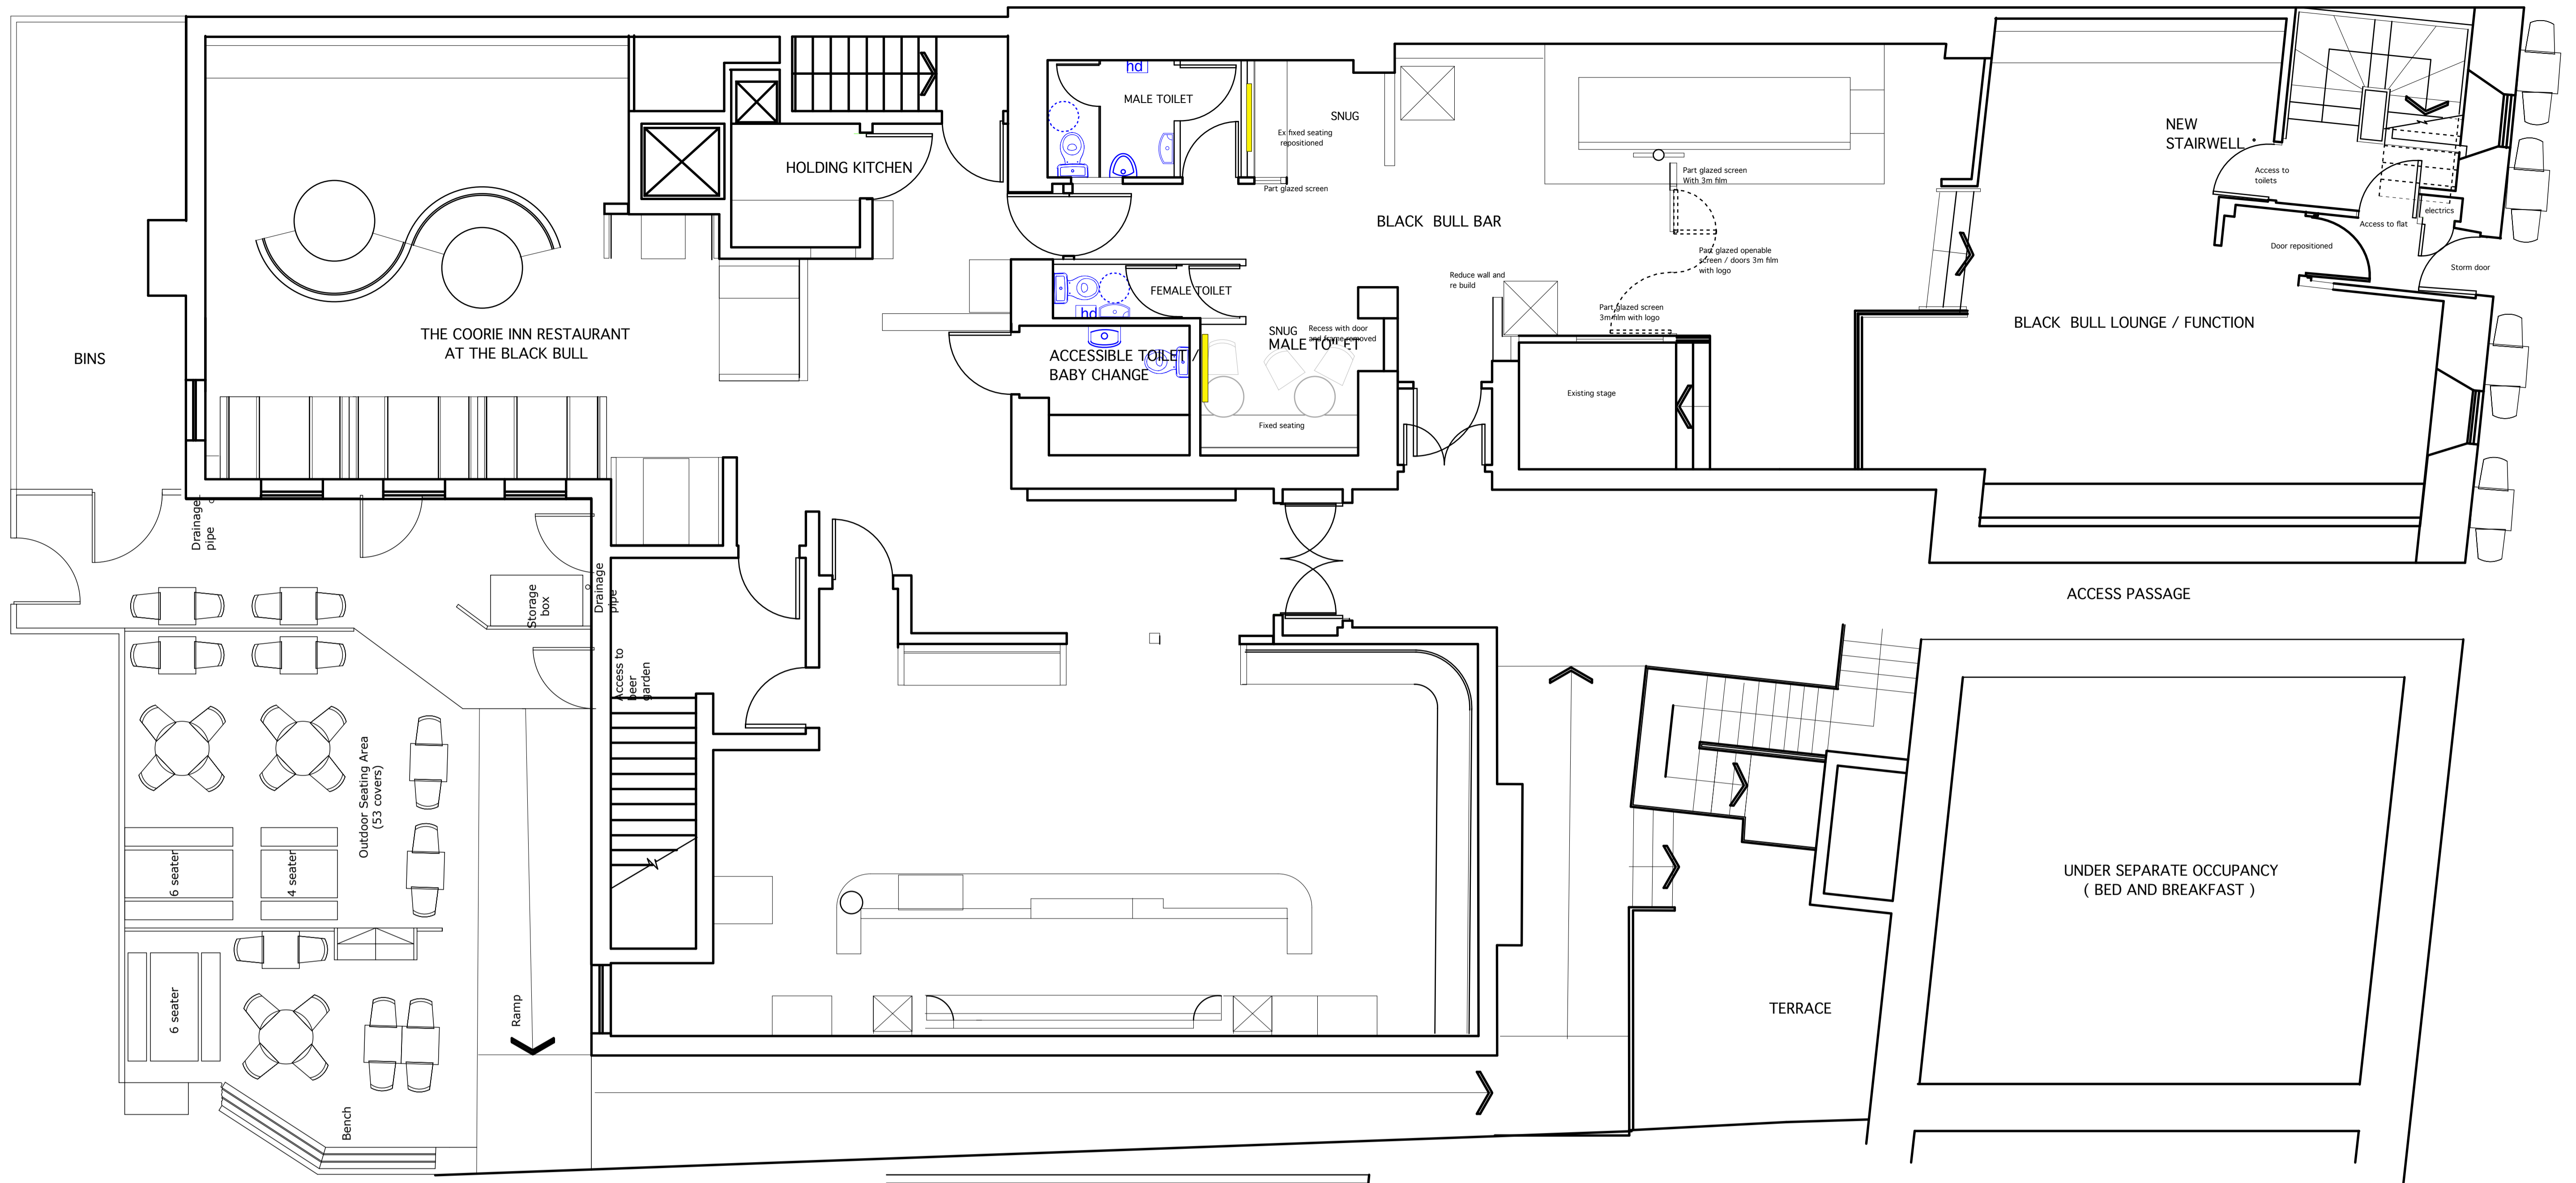 hd
MALE TOILET
SNUG
Ex fixed seating
repositioned
Part glazed screen
HOLDING KITCHEN
BLACK BULL BAR
Part glazed screen
With 3m film
Part glazed openable
screen / doors 3m film
with logo
Part glazed screen
3m film with logo
Reduce wall and
re build
NEW
STAIRWELL
Access to
toilets
electrics
Access to flat
Door repositioned
Storm door
FEMALE TOILET
hd
THE COORIE INN RESTAURANT
AT THE BLACK BULL
BINS
ACCESSIBLE TOILET /
BABY CHANGE
SNUG
MALE TOILET
Recess with door
and frame removed
Fixed seating
Existing stage
BLACK BULL LOUNGE / FUNCTION
Drainage
pipe
Drainage
pipe
Storage
box
Access to
beer
garden
ACCESS PASSAGE
Outdoor Seating Area
(53 covers)
6 seater
4 seater
6 seater
Ramp
Bench
TERRACE
UNDER SEPARATE OCCUPANCY
( BED AND BREAKFAST )